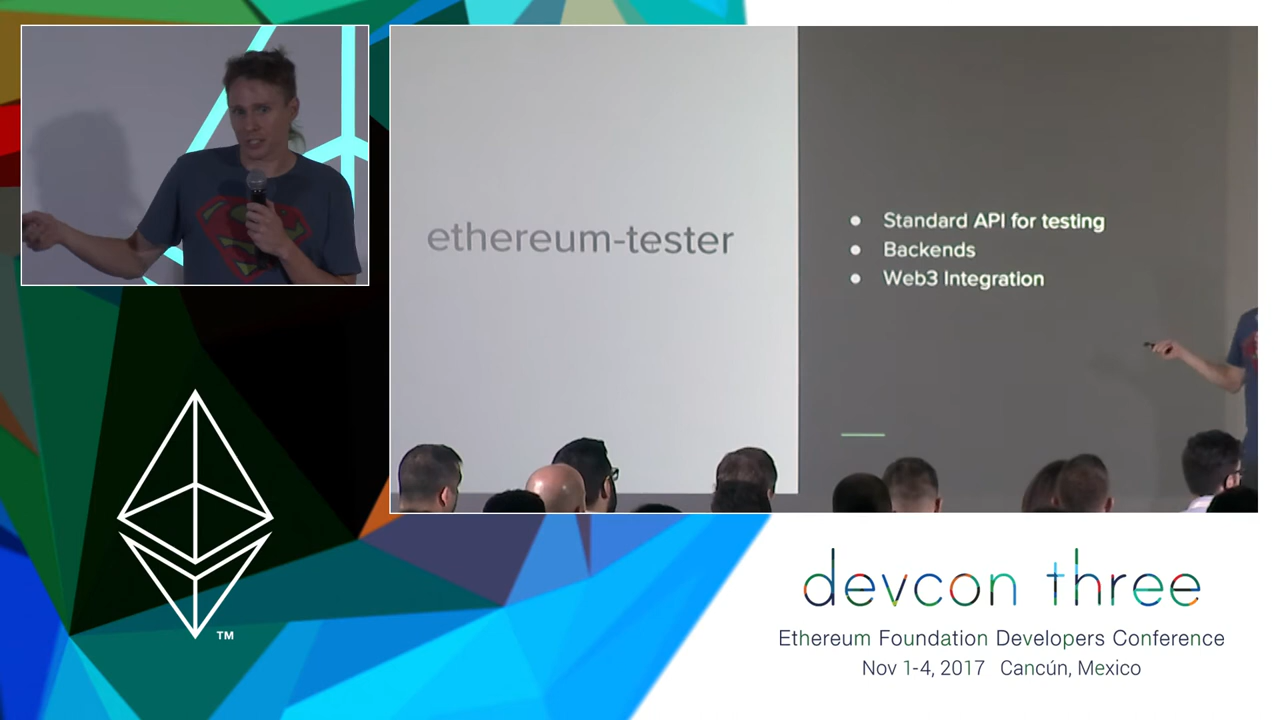 ethereum-tester
● Standard API for testing
● Backends
● Web3 Integration
TM
devcon three
Ethereum Foundation Developers Conference
Nov 1-4, 2017 Cancún, Mexico